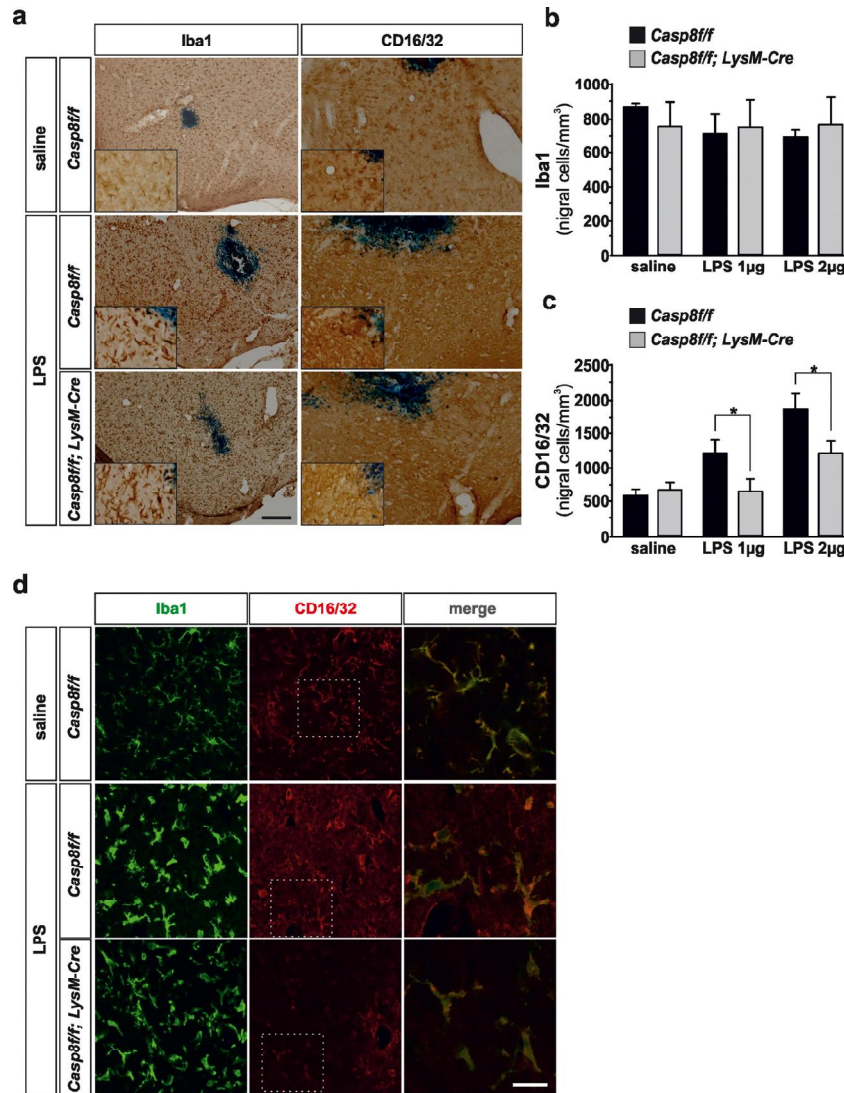 a
Iba1
CD16/32
saline
Casp8f/f
LPS
Casp8f/f
Casp8f/f; LysM-Cre
b
Casp8f/f
Casp8f/f; LysM-Cre
Iba1
(nigral cells/mm³)
1000
800
600
400
200
0
saline LPS 1µg LPS 2µg
c
Casp8f/f
Casp8f/f; LysM-Cre
CD16/32
(nigral cells/mm³)
2500
2000
1500
1000
500
0
*
*
saline LPS 1µg LPS 2µg
d
Iba1
CD16/32
merge
saline
Casp8f/f
LPS
Casp8f/f
Casp8f/f; LysM-Cre